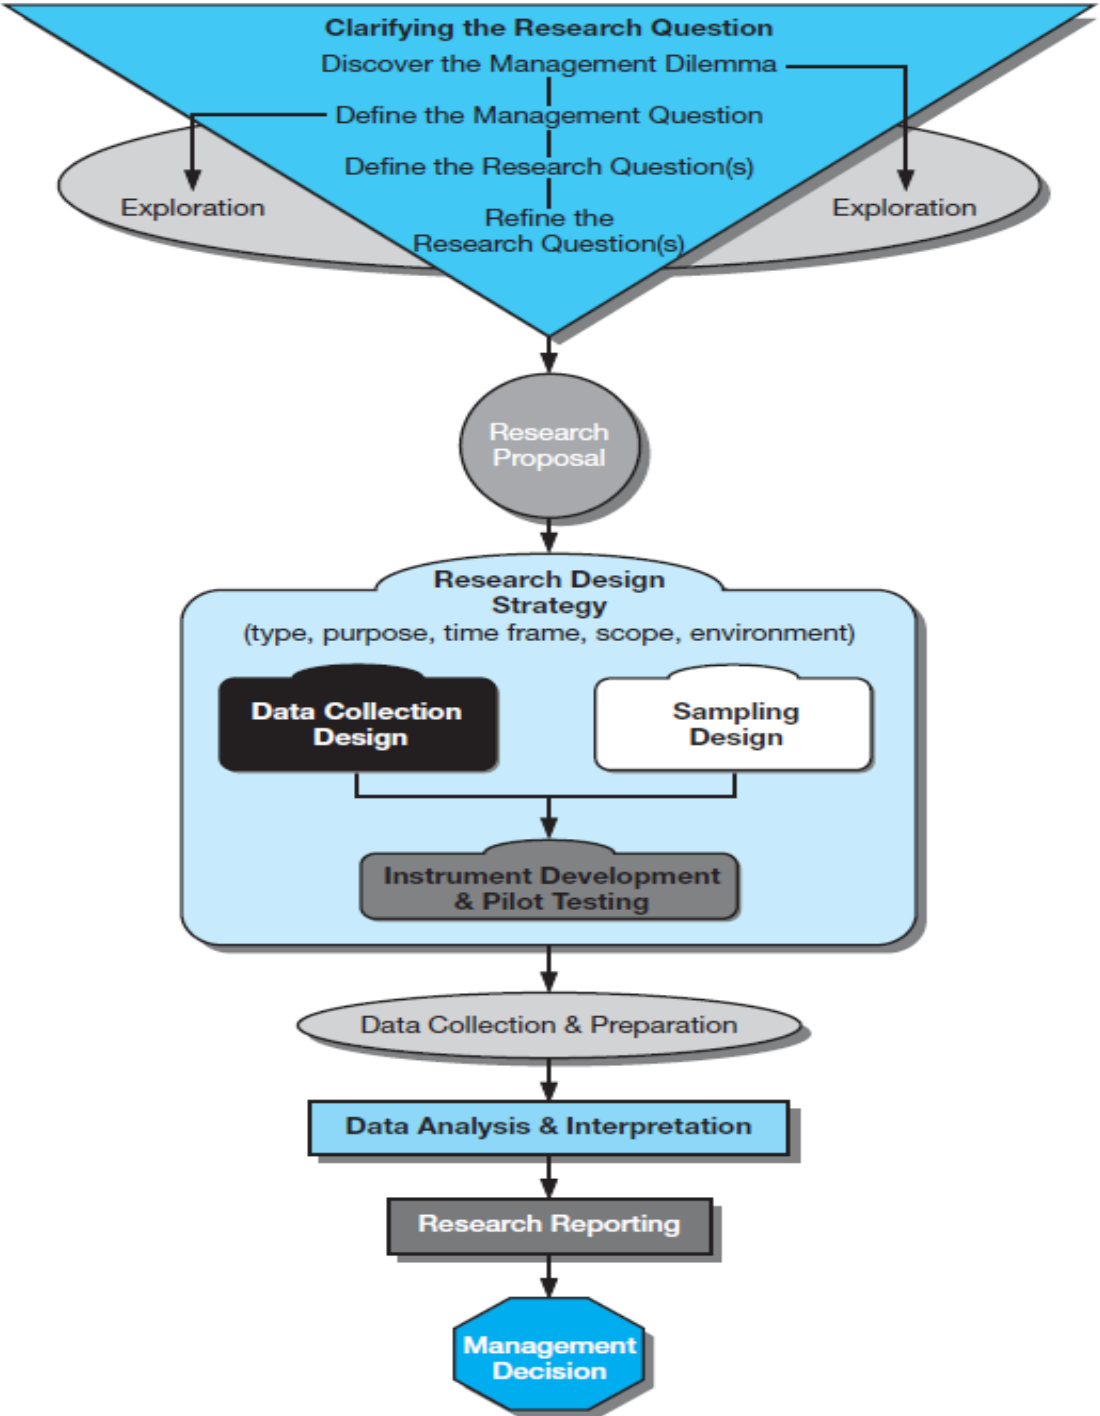 Clarifying the Research Question
Discover the Management Dilemma
Define the Management Question
Define the Research Question(s)
Exploration
Exploration
Refine the
Research Question(s)
Research
Proposal
Research Design
Strategy
(type, purpose, time frame, scope, environment)
Data Collection
Design
Sampling
Design
Instrument Development
& Pilot Testing
Data Collection & Preparation
Data Analysis & Interpretation
Research Reporting
Management
Decision